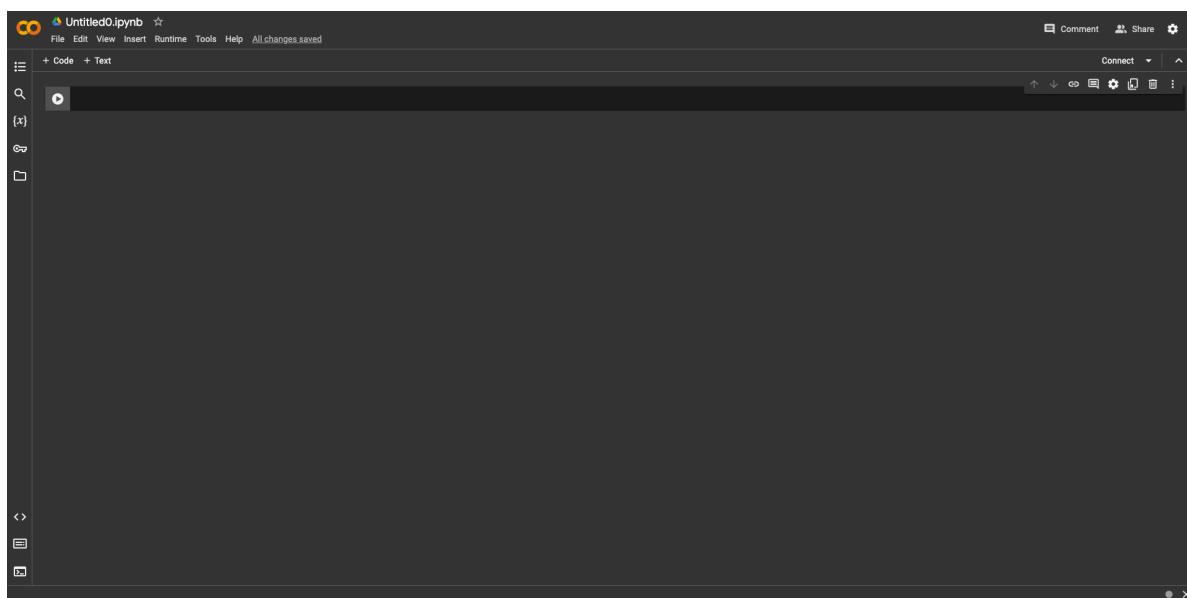 Untitled0.ipynb
Comment Share
File Edit View Insert Runtime Tools Help All changes saved
+ Code + Text
Connect
{x}